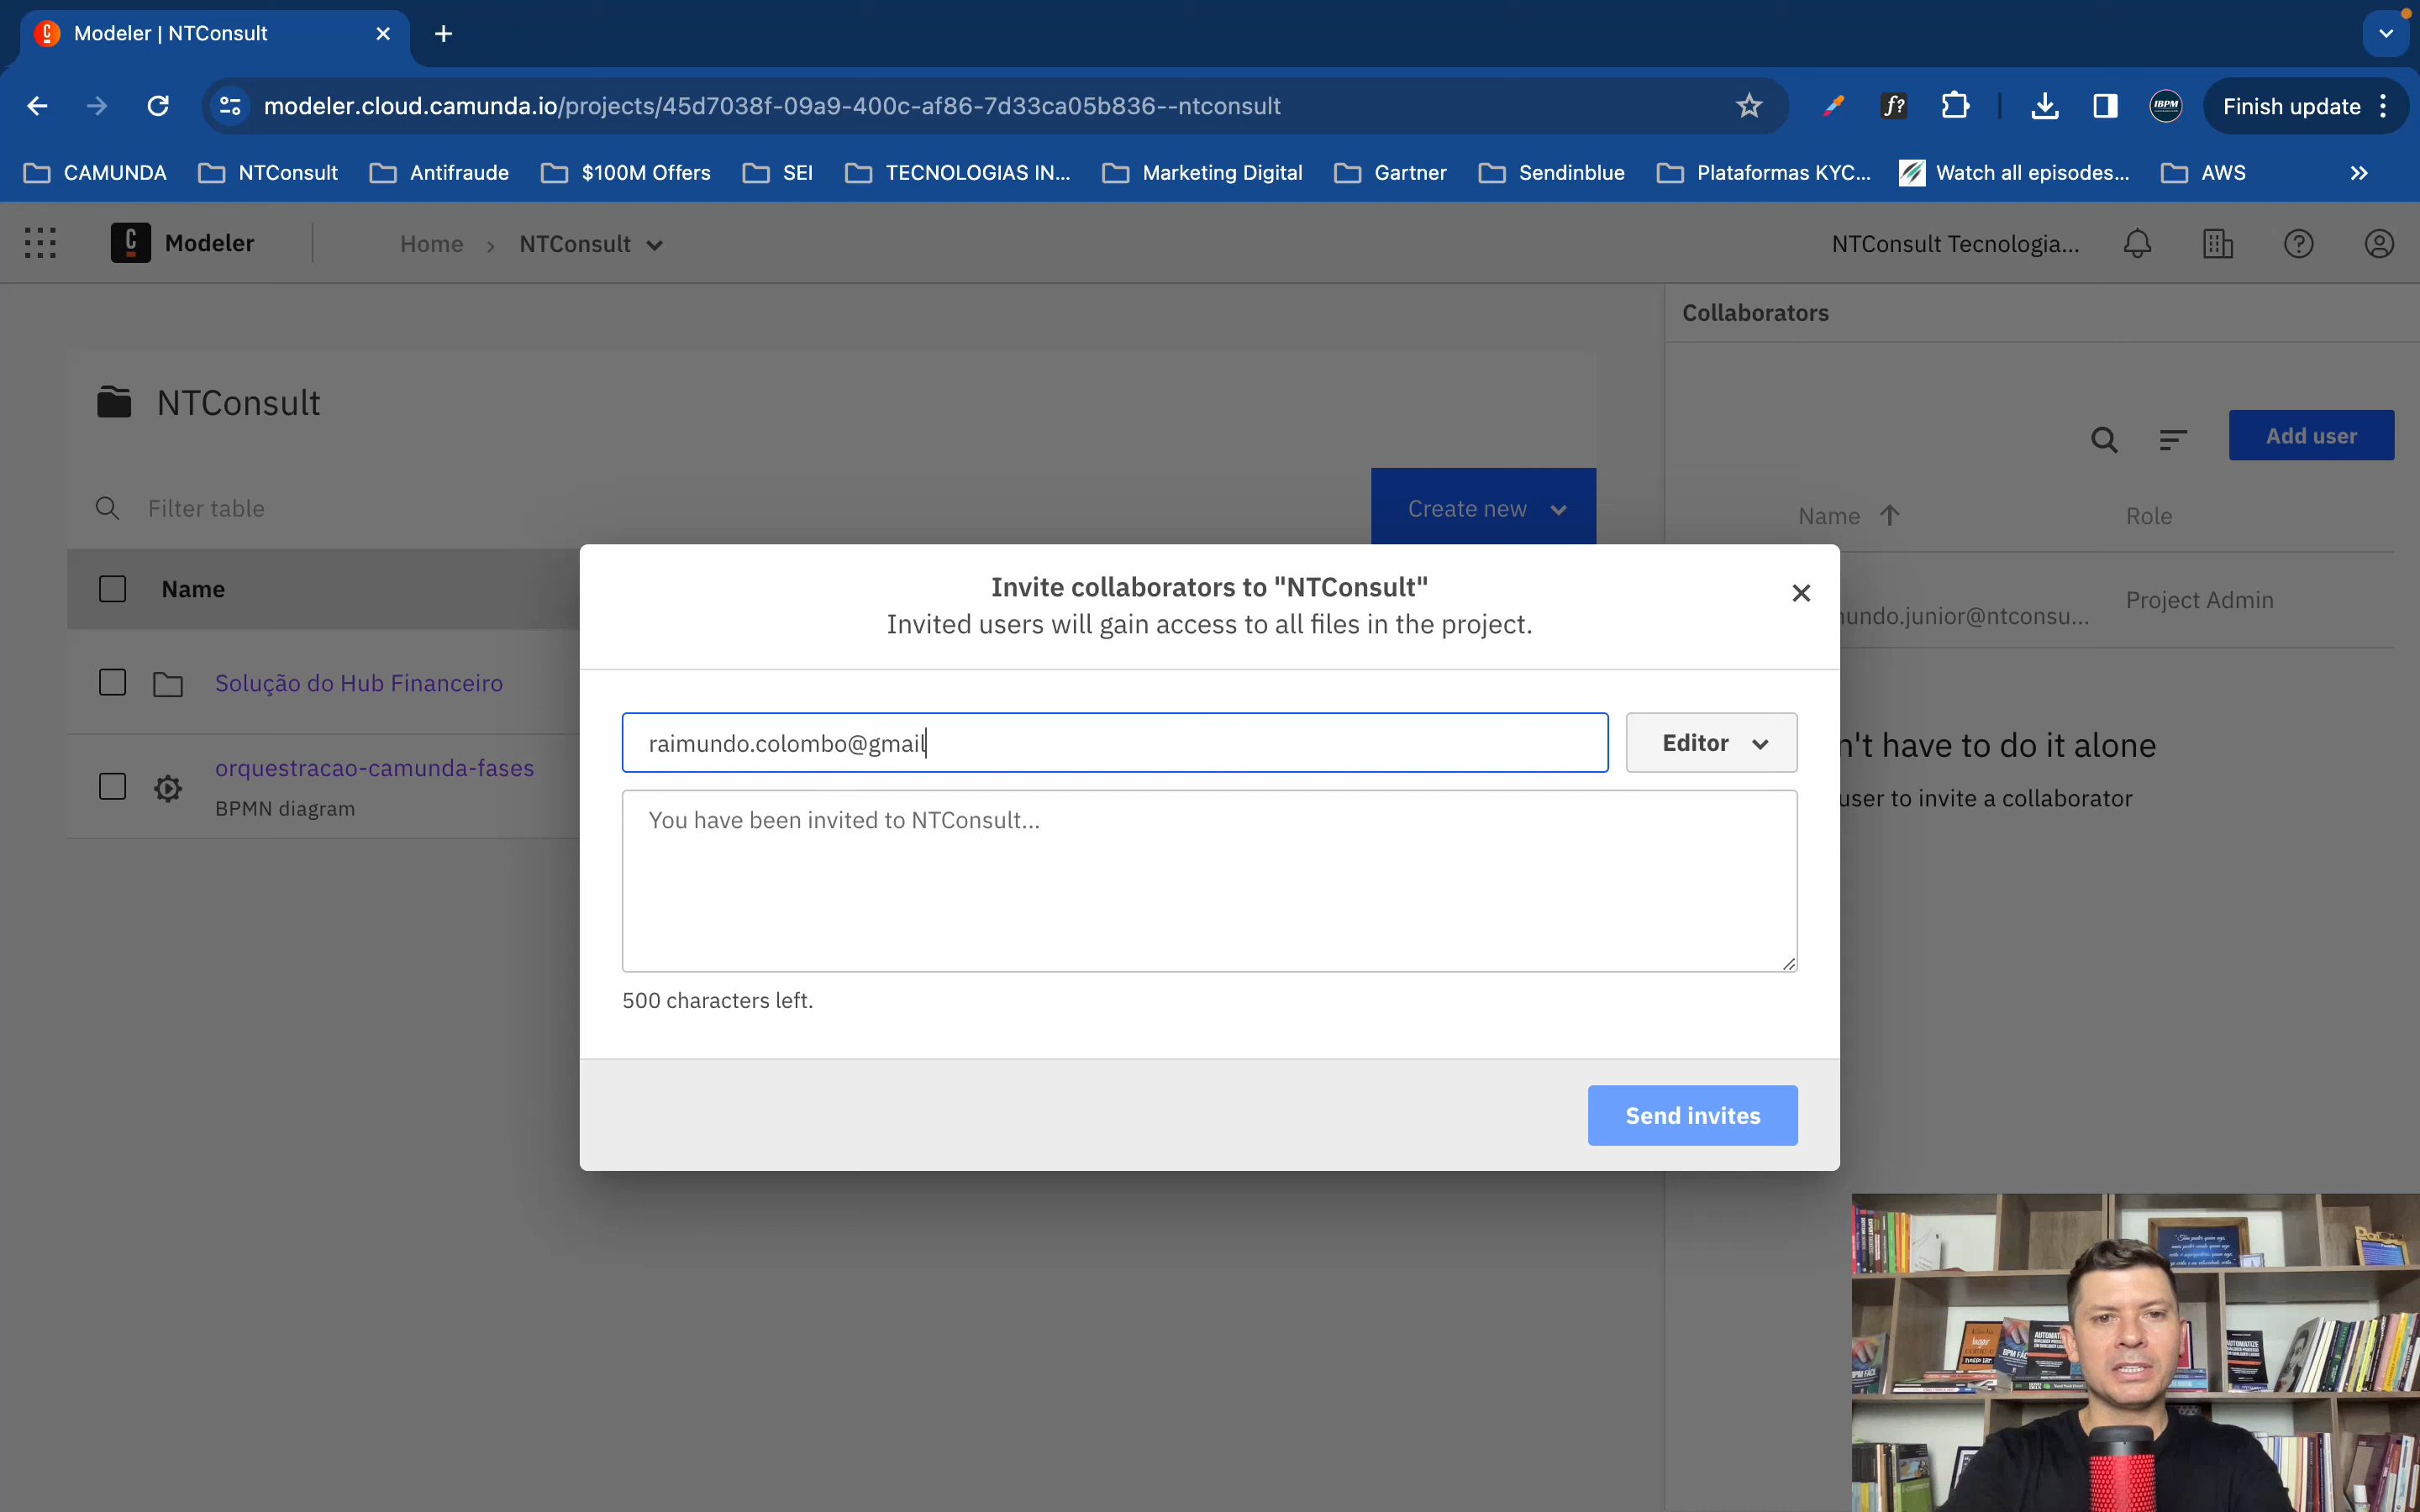 Modeler | NTConsult
modeler.cloud.camunda.io/projects/45d7038f-09a9-400c-af86-7d33ca05b836--ntconsult
f?
IBPM
Finish update
CAMUNDA
NTConsult
Antifraude
$100M Offers
SEI
TECNOLOGIAS IN...
Marketing Digital
Gartner
Sendinblue
Plataformas KYC...
Watch all episodes...
AWS
Modeler
Home
NTConsult
NTConsult Tecnologia...
Collaborators
NTConsult
Add user
Filter table
Create new
Name
Role
Name
Invite collaborators to "NTConsult"
Invited users will gain access to all files in the project.
undo.junior@ntconsu...
Project Admin
Solução do Hub Financeiro
raimundo.colombo@gmail
Editor
n't have to do it alone
orquestracao-camunda-fases
BPMN diagram
user to invite a collaborator
You have been invited to NTConsult...
500 characters left.
Send invites